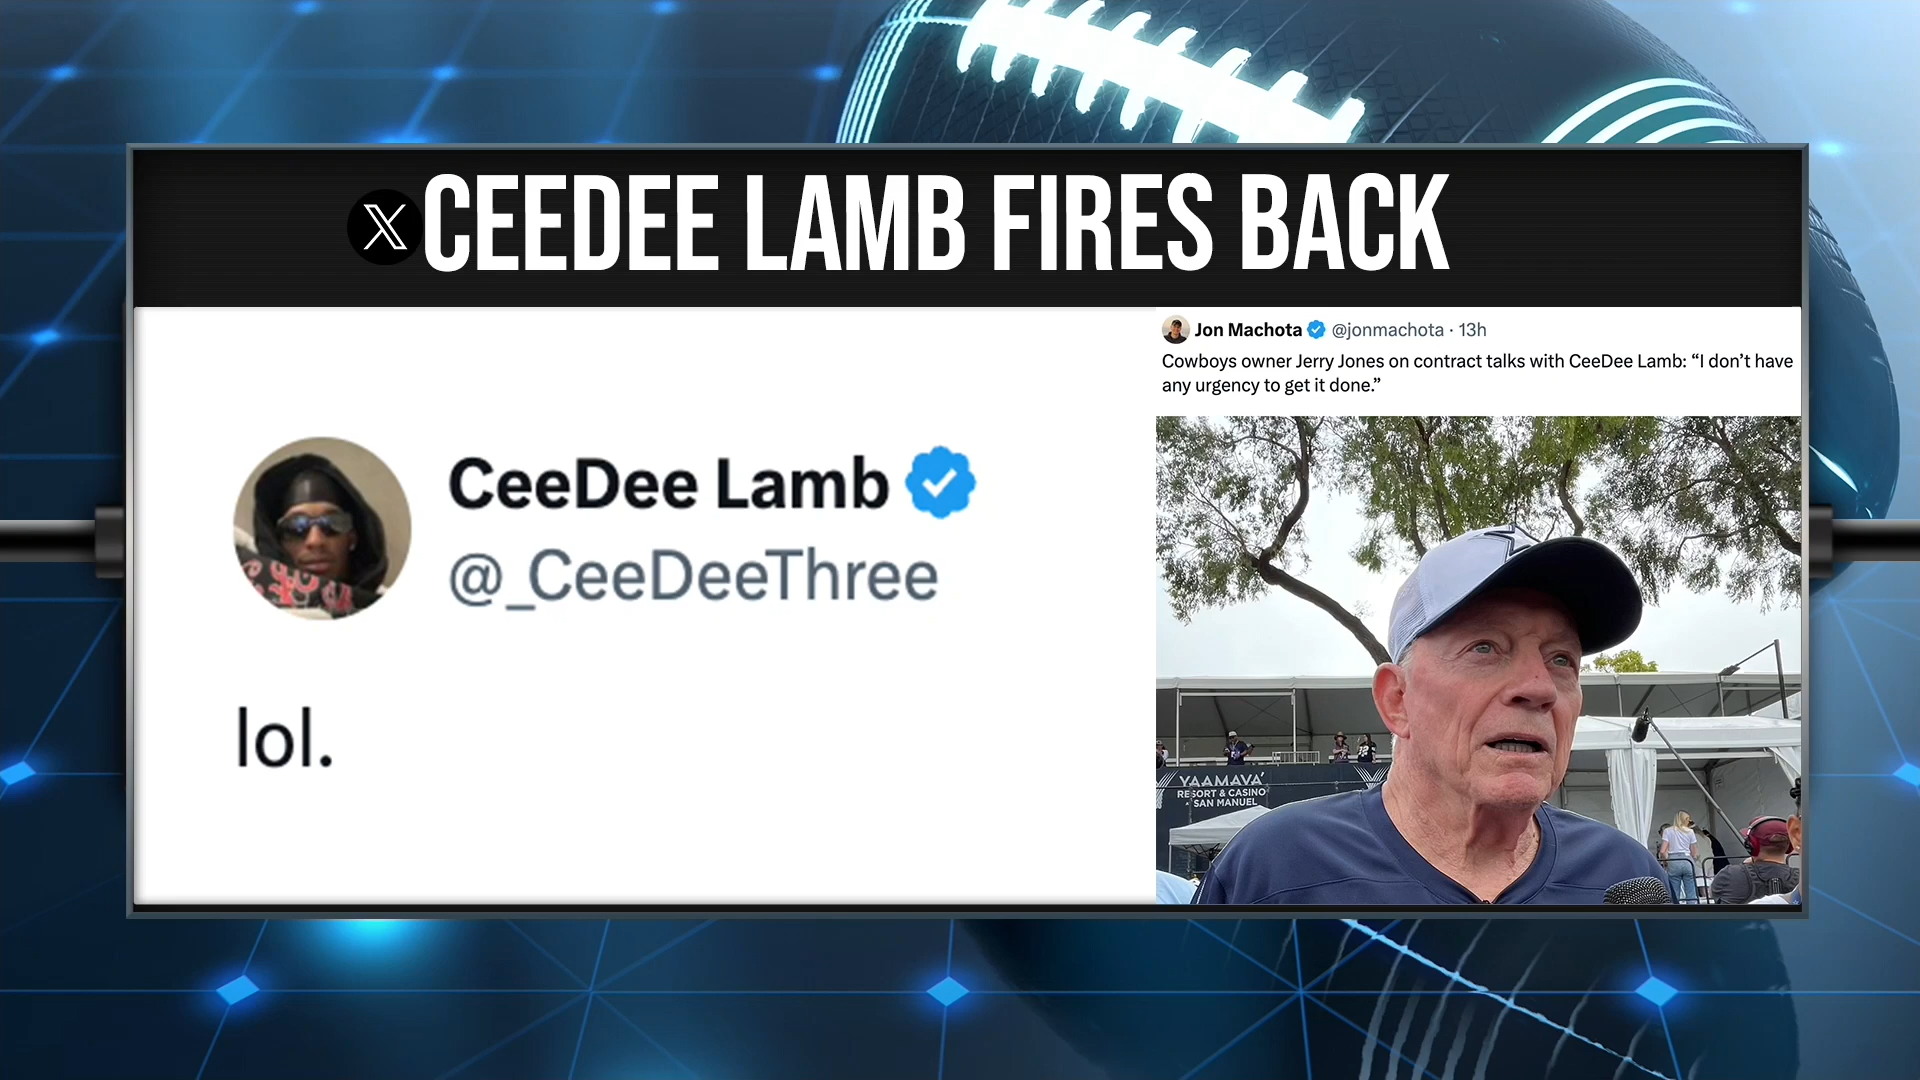 CEEDEE LAMB FIRES BACK
CeeDee Lamb
@_CeeDeeThree
lol.
Jon Machota @jonmachota · 13h
Cowboys owner Jerry Jones on contract talks with CeeDee Lamb: “I don’t have
any urgency to get it done.”
YAAMAVA’
RESORT & CASINO
SAN MANUEL